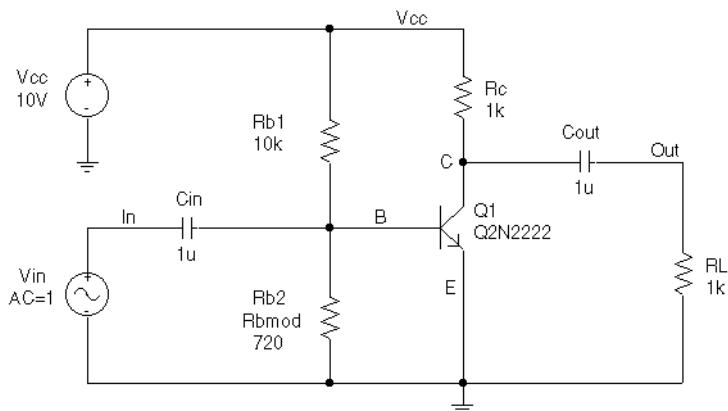 Vcc
Vcc
10V
Rb1
10k
Rc
1k
Cout
1u
Out
C
Cin
1u
In
B
Q1
Q2N2222
Vin
AC=1
Rb2
Rbmod
720
E
RL
1k